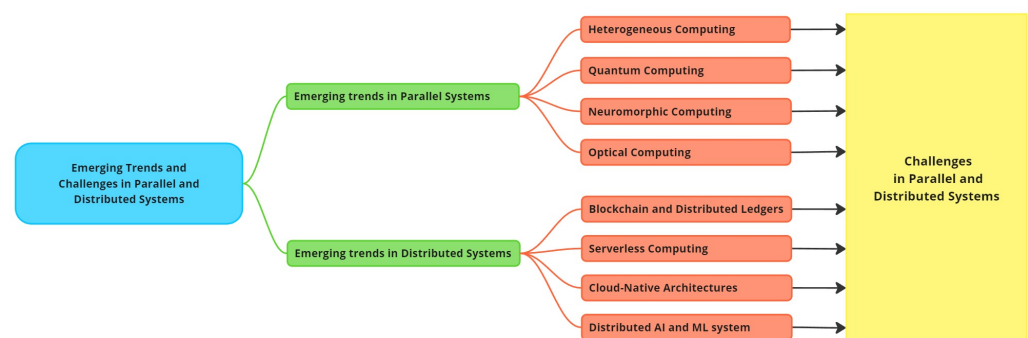 Emerging Trends and
Challenges in Parallel and
Distributed Systems
Emerging trends in Parallel Systems
Heterogeneous Computing
Quantum Computing
Neuromorphic Computing
Optical Computing
Emerging trends in Distributed Systems
Blockchain and Distributed Ledgers
Serverless Computing
Cloud-Native Architectures
Distributed AI and ML system
Challenges
in Parallel and
Distributed Systems